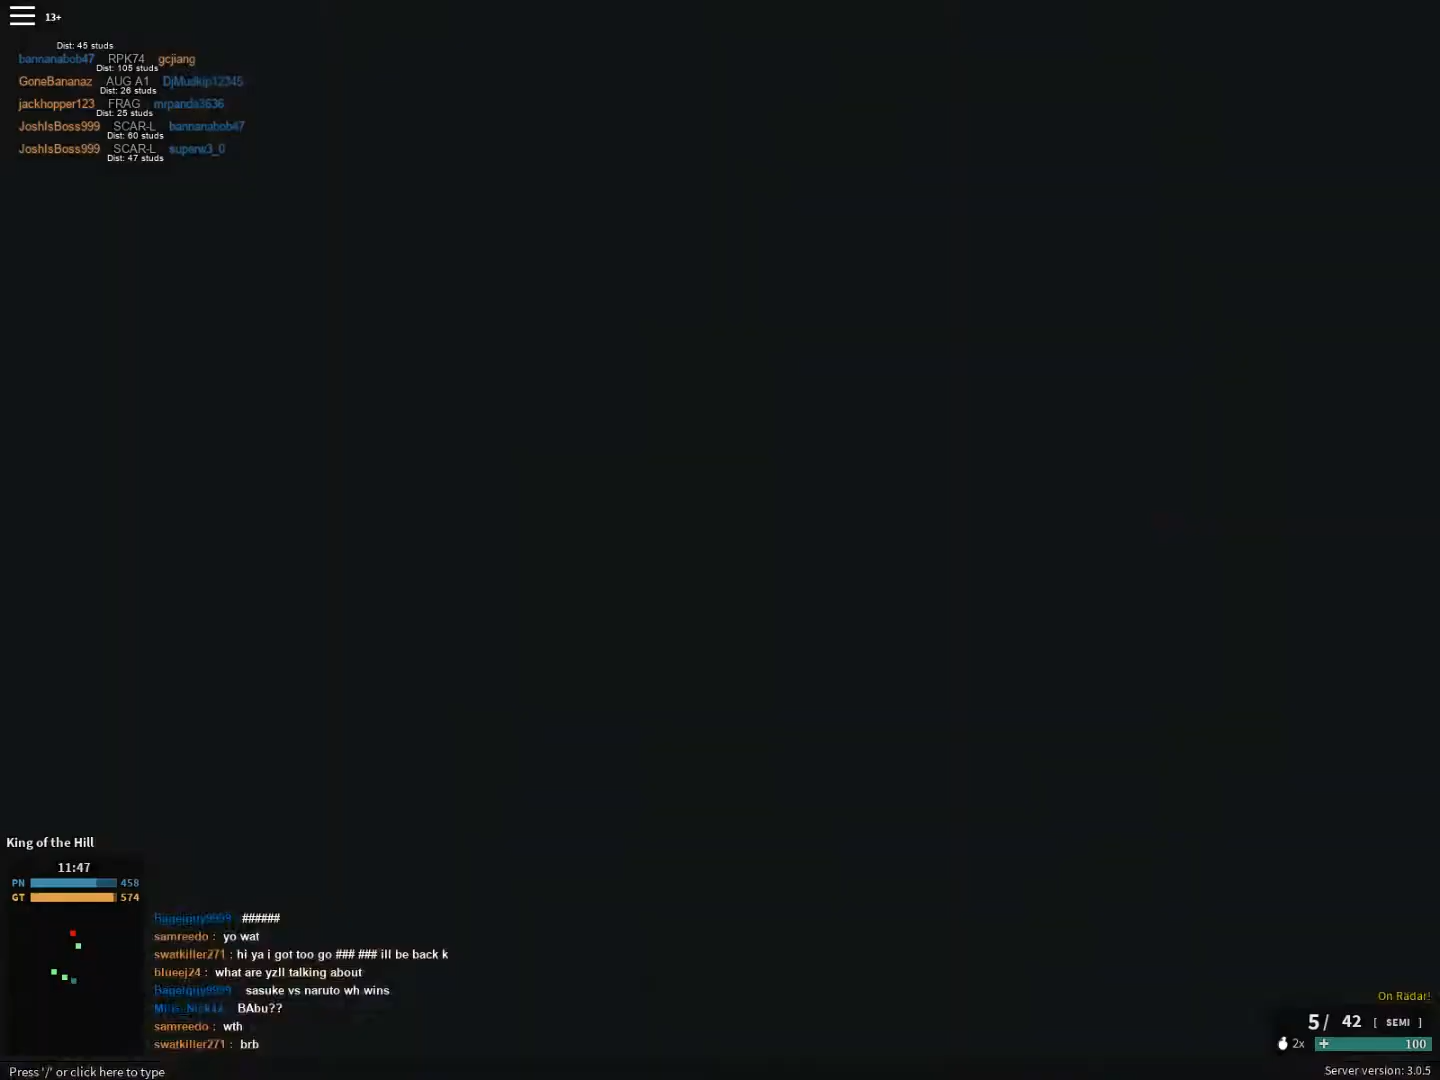 13+
Dist: 45 studs
bannanabob47 RPK74 gcjiang
Dist: 105 studs
GoneBananaz AUG A1 DjMudkip12345
Dist: 26 studs
jackhopper123 FRAG mrpanda3636
Dist: 25 studs
JoshIsBoss999 SCAR-L bannanabob47
Dist: 60 studs
JoshIsBoss999 SCAR-L superw3_0
Dist: 47 studs
King of the Hill
11:47
PN 458
GT 574
Bagelguy9999 ######
samreedo : yo wat
swatkiller271 : hi ya i got too go ### ### ill be back k
blueej24 : what are yzll talking about
Bagelguy9999 sasuke vs naruto wh wins
BAbu??
samreedo : wth
swatkiller271 : brb
Press '/' or click here to type
On Radar!
5/ 42 [ SEMI ]
2x + 100
Server version: 3.0.5